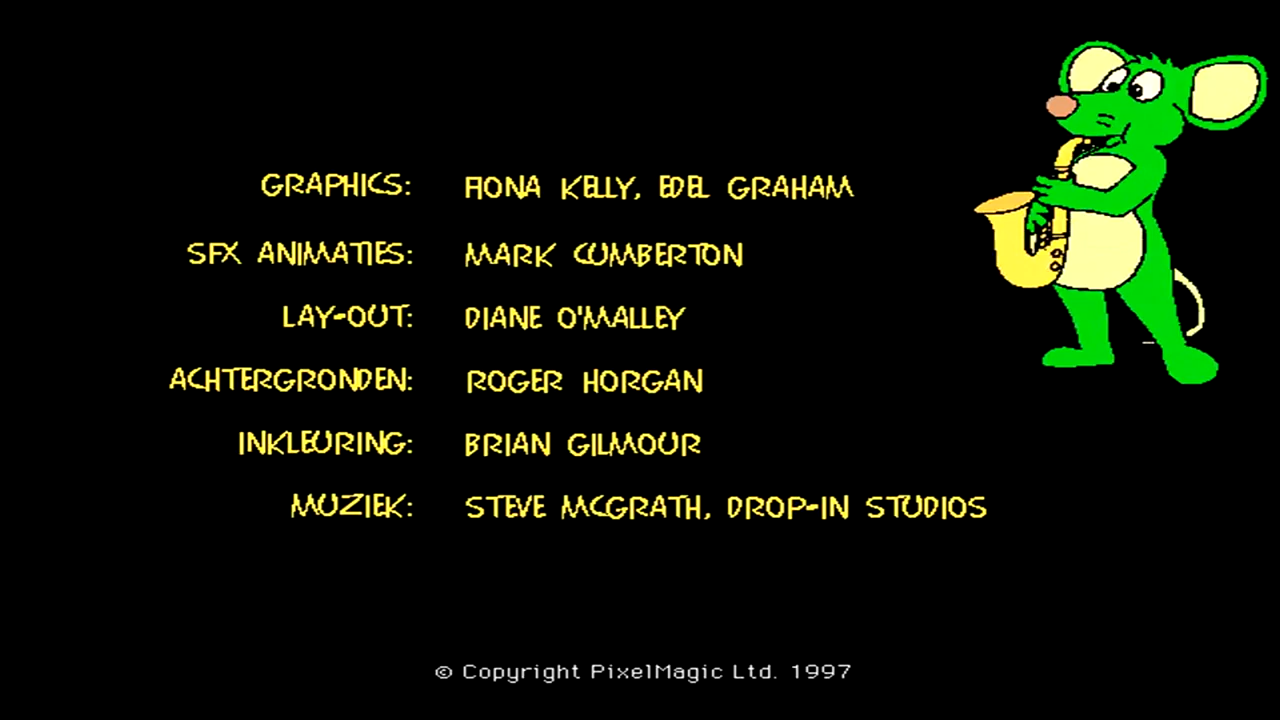 GRAPHICS: FIONA KELLY, EDEL GRAHAM
SFX ANIMATIES: MARK CUMBERTON
LAY-OUT: DIANE O'MALLEY
ACHTERGRONDEN: ROGER HORGAN
INKLEURING: BRIAN GILMOUR
MUZIEK: STEVE MCGRATH, DROP-IN STUDIOS
© Copyright PixelMagic Ltd. 1997